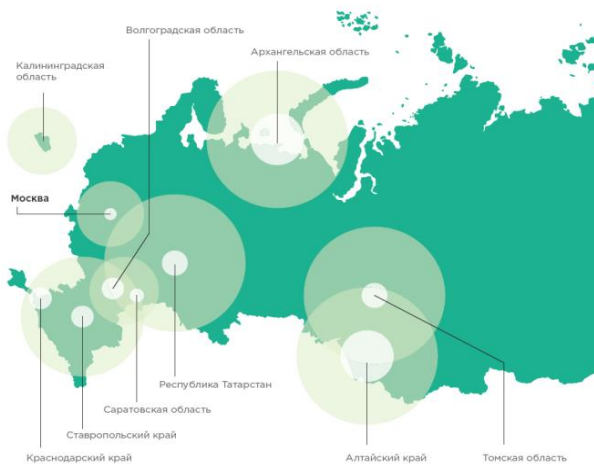 Волгоградская область
Архангельская область
Калининградская
область
Москва
Республика Татарстан
Саратовская область
Ставропольский край
Краснодарский край
Алтайский край
Томская область